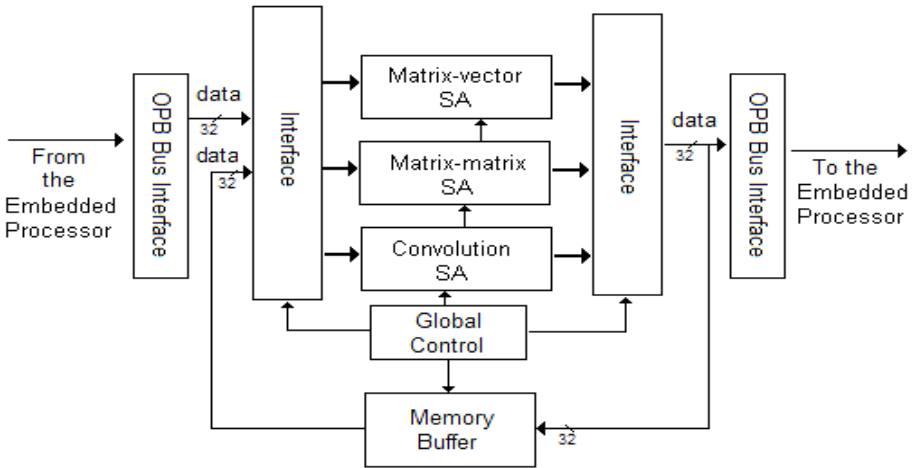 From
the
Embedded
Processor
OPB Bus Interface
data
32
data
32
Interface
Matrix-vector
SA
Matrix-matrix
SA
Convolution
SA
Global
Control
Memory
Buffer
Interface
data
32
32
OPB Bus Interface
To the
Embedded
Processor